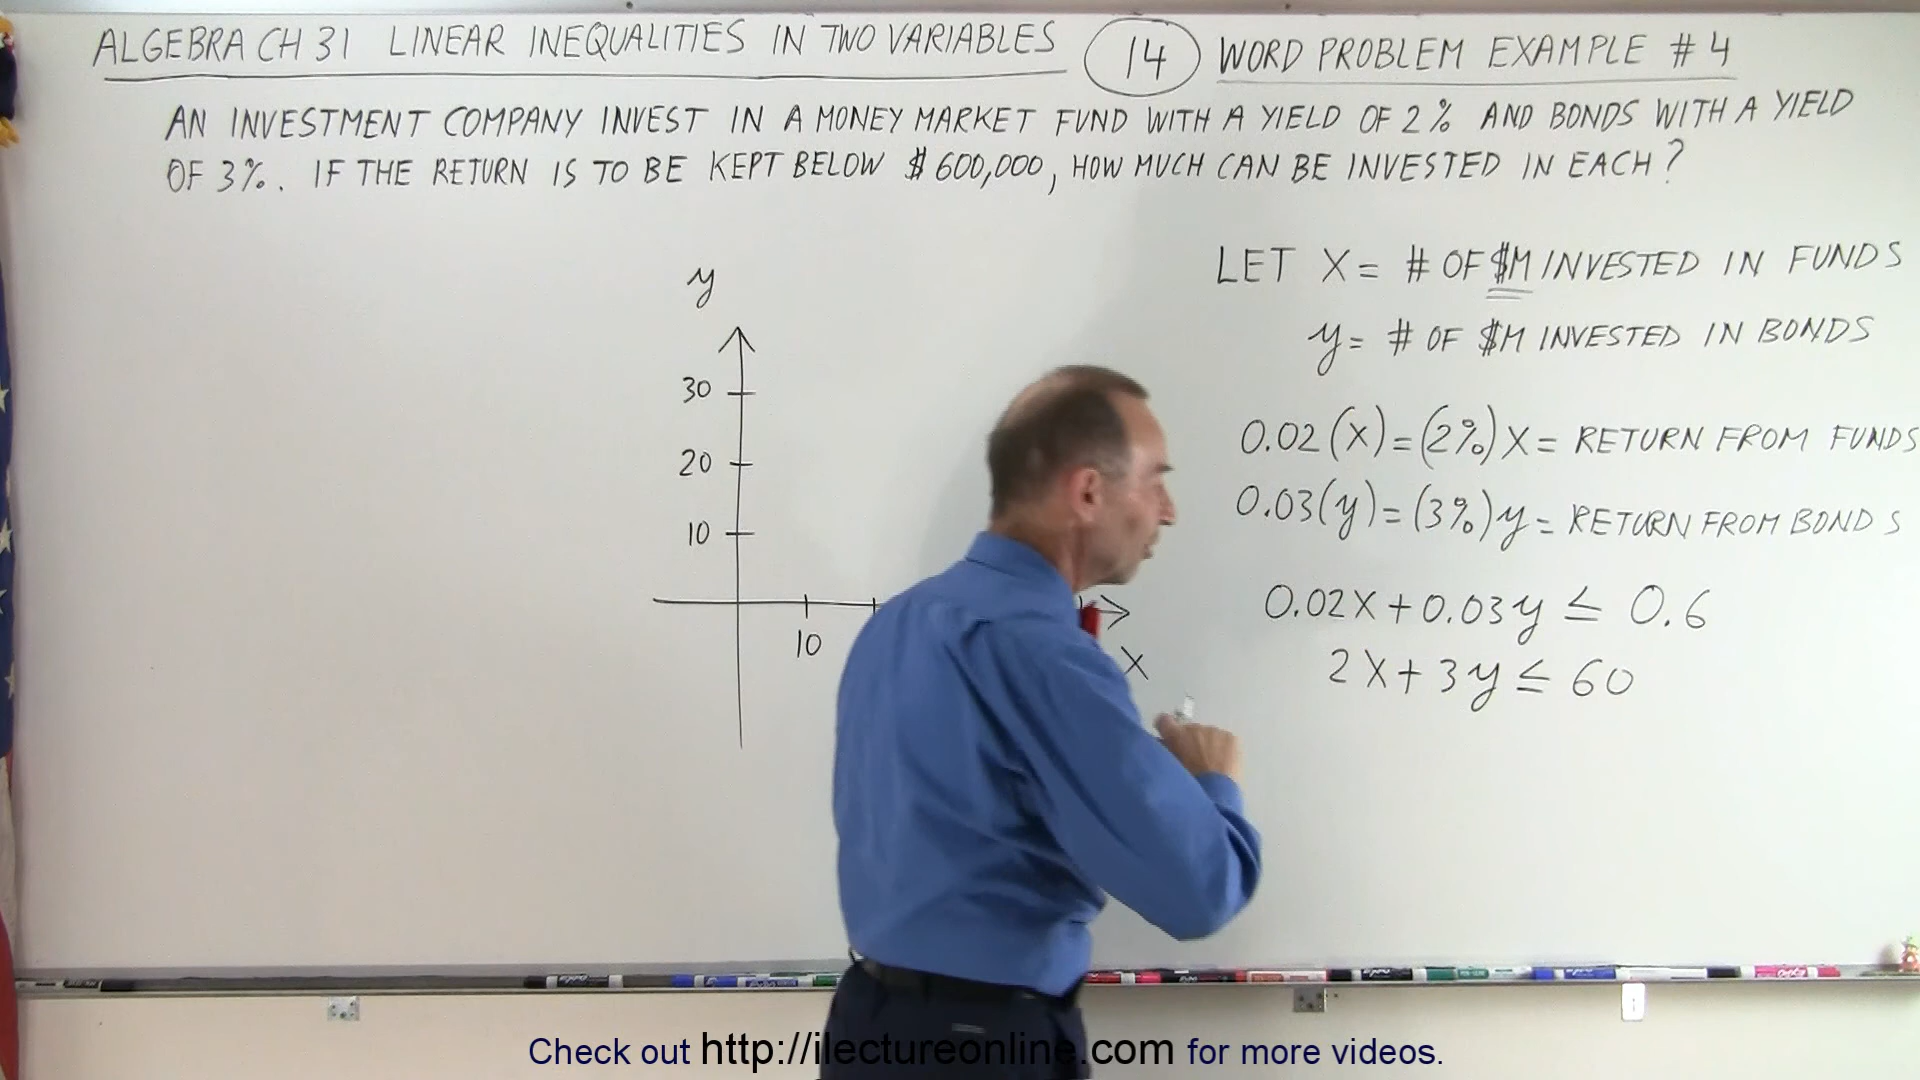 ALGEBRA CH 31 LINEAR INEQUALITIES IN TWO VARIABLES 14 WORD PROBLEM EXAMPLE # 4
AN INVESTMENT COMPANY INVEST IN A MONEY MARKET FUND WITH A YIELD OF 2% AND BONDS WITH A YIELD
OF 3%. IF THE RETURN IS TO BE KEPT BELOW $600,000, HOW MUCH CAN BE INVESTED IN EACH?
LET X = # OF $M INVESTED IN FUNDS
y = # OF $M INVESTED IN BONDS
0.02(X) = (2%)X = RETURN FROM FUNDS
0.03(y) = (3%)y = RETURN FROM BONDS
0.02X + 0.03y ≤ 0.6
2X + 3y ≤ 60
y
30
20
10
10
X
Check out http://ilectureonline.com for more videos.